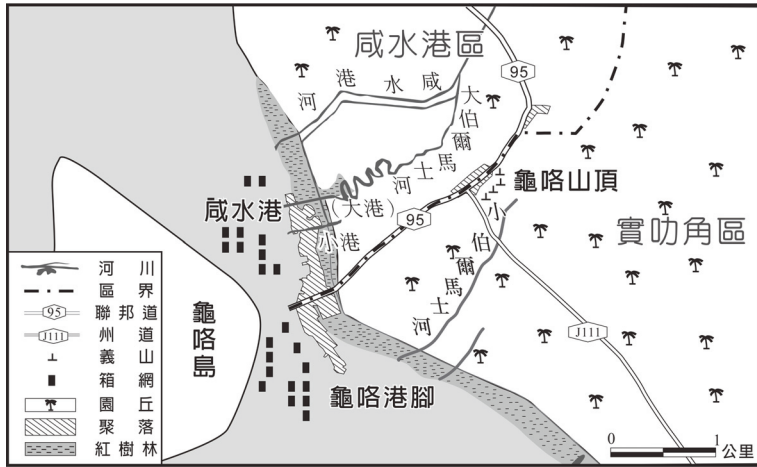 咸水港區
咸水港河
大伯爾馬士河
95
龜咯山頂
咸水港
(大港)
小港
95
小伯爾馬士河
實叻角區
J111
龜咯島
龜咯港腳
河川
區界
95 聯邦道
J111 州道
義山
箱網
園丘
聚落
紅樹林
0 1 公里